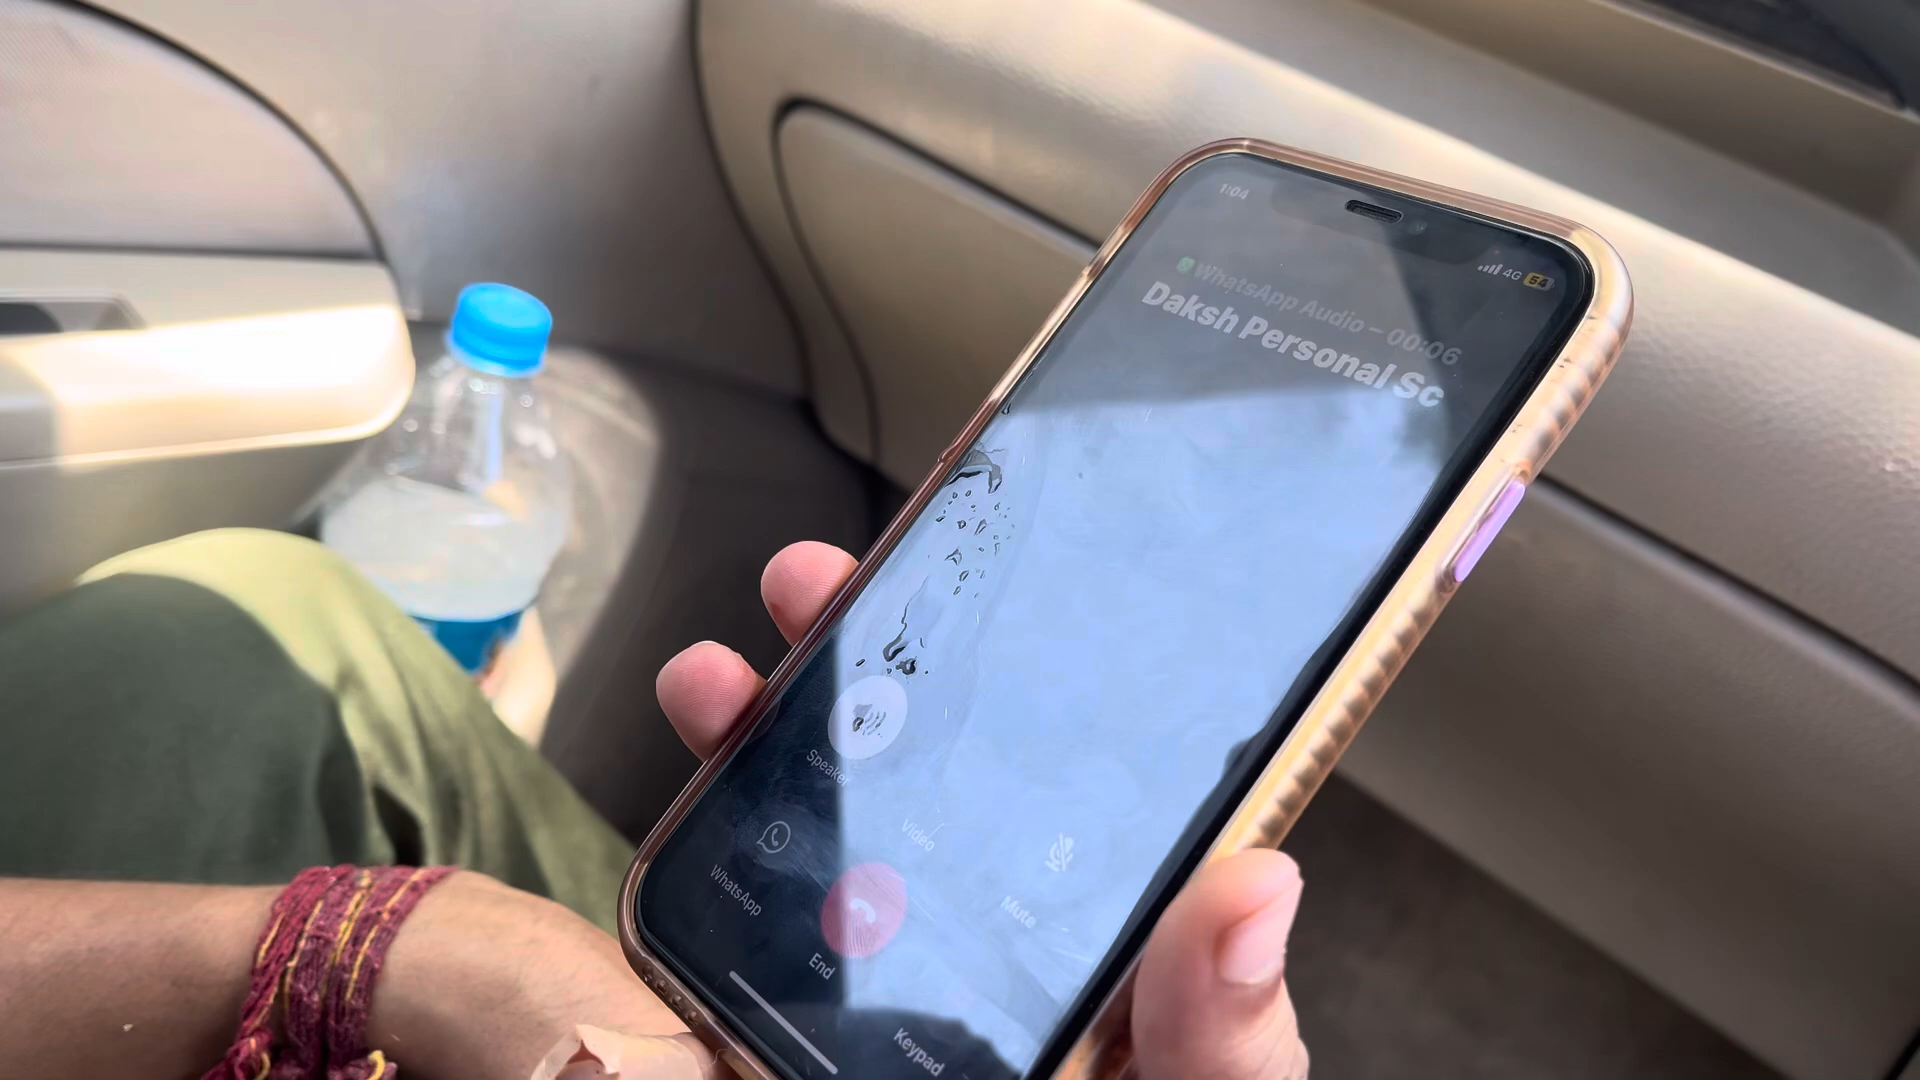 1:04
4G 54
WhatsApp Audio – 00:06
Daksh Personal Sc
Speaker
Video
Mute
WhatsApp
End
Keypad